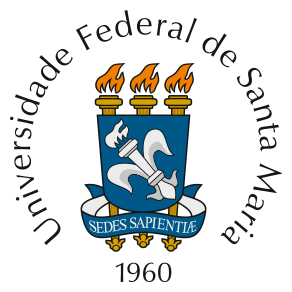 Universidade Federal de Santa Maria
SEDES SAPIENTIÆ
1960